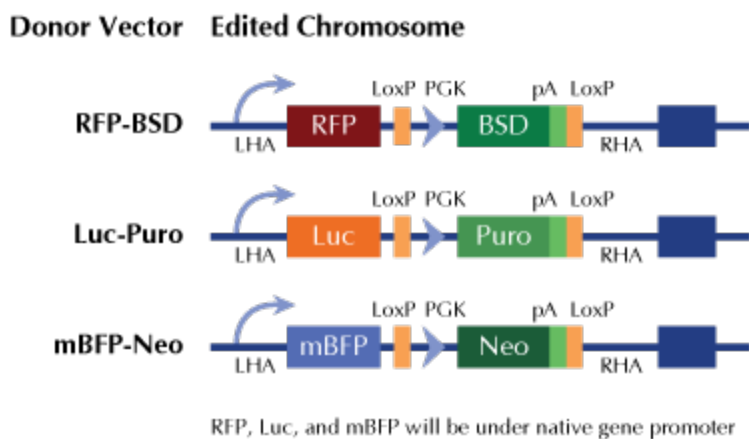 Donor Vector Edited Chromosome
LoxP PGK pA LoxP
RFP-BSD RFP BSD
LHA RHA
LoxP PGK pA LoxP
Luc-Puro Luc Puro
LHA RHA
LoxP PGK pA LoxP
mBFP-Neo mBFP Neo
LHA RHA
RFP, Luc, and mBFP will be under native gene promoter